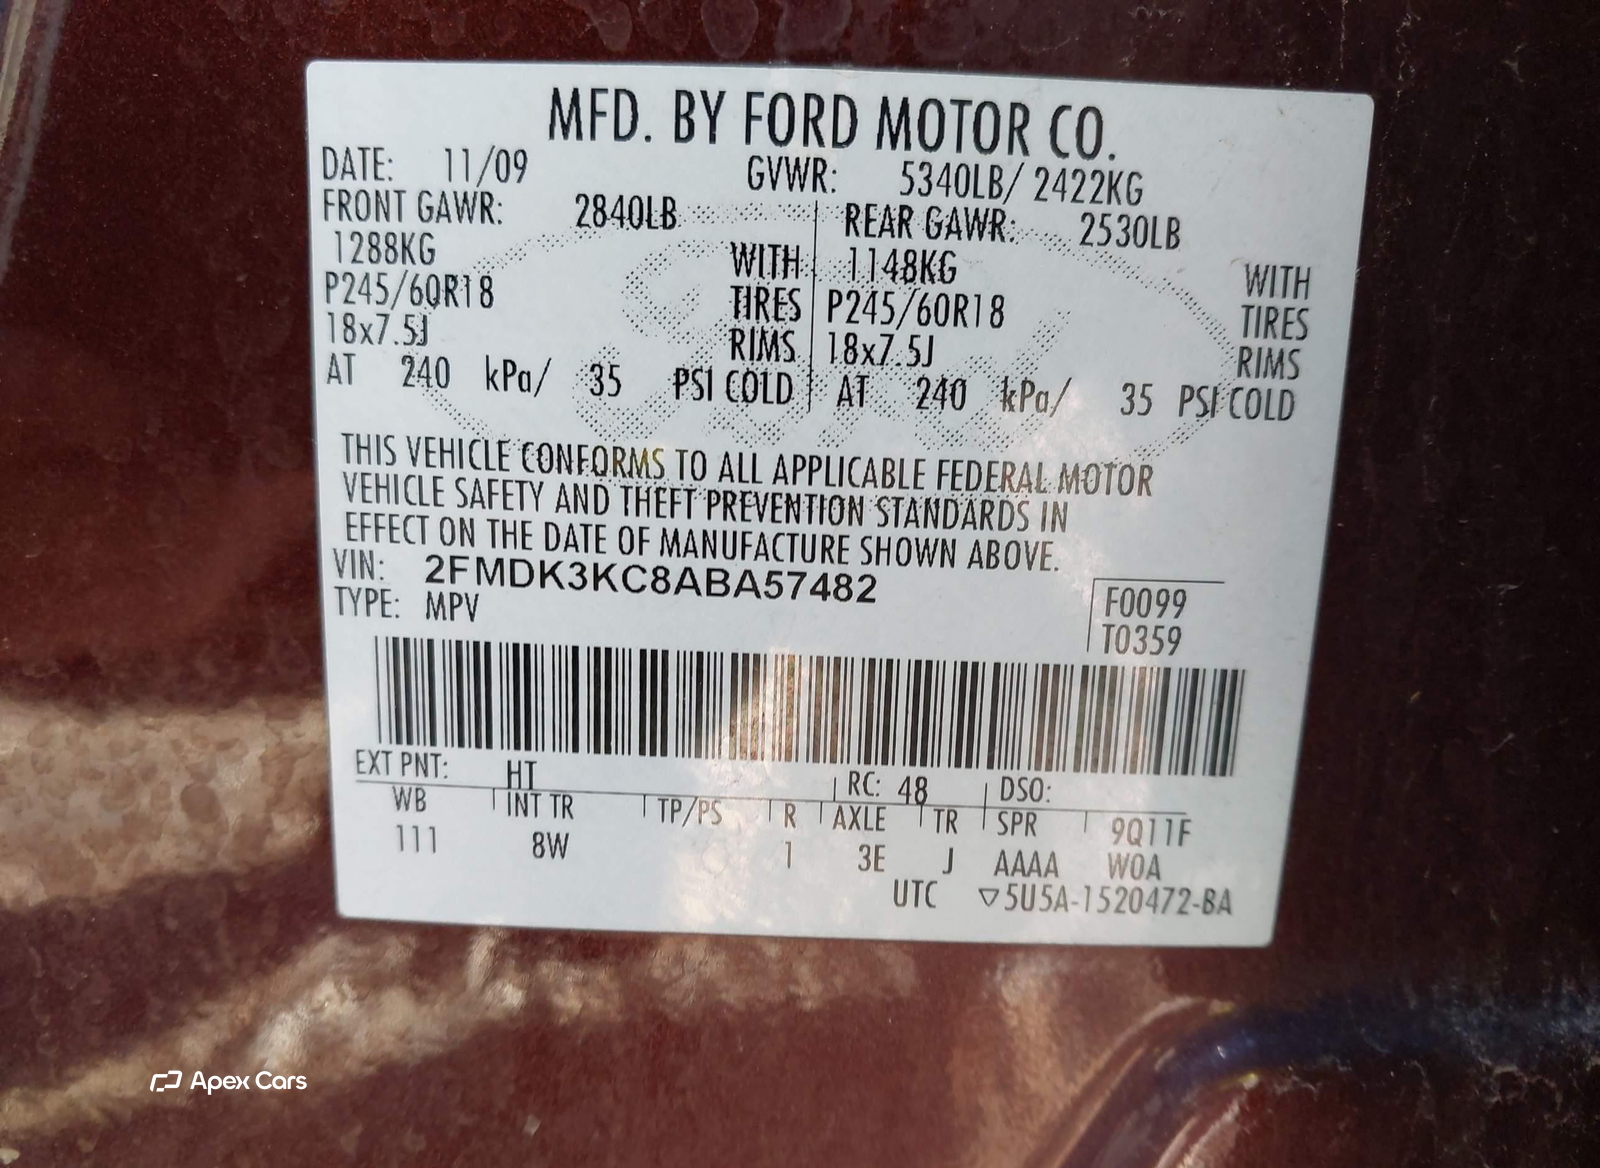 MFD. BY FORD MOTOR CO.
DATE: 11/09 GVWR: 5340LB/ 2422KG
FRONT GAWR: 2840LB REAR GAWR: 2530LB
1288KG WITH 1148KG WITH
P245/60R18 TIRES P245/60R18 TIRES
18x7.5J RIMS 18x7.5J RIMS
AT 240 kPa/ 35 PSI COLD AT 240 kPa/ 35 PSI COLD
THIS VEHICLE CONFORMS TO ALL APPLICABLE FEDERAL MOTOR
VEHICLE SAFETY AND THEFT PREVENTION STANDARDS IN
EFFECT ON THE DATE OF MANUFACTURE SHOWN ABOVE.
VIN: 2FMDK3KC8ABA57482
TYPE: MPV
F0099
T0359
EXT PNT: HT RC: 48 DSO:
WB INT TR TP/PS R AXLE TR SPR 9Q11F
111 8W 1 3E J AAAA WOA
UTC ▽5U5A-1520472-BA
Apex Cars